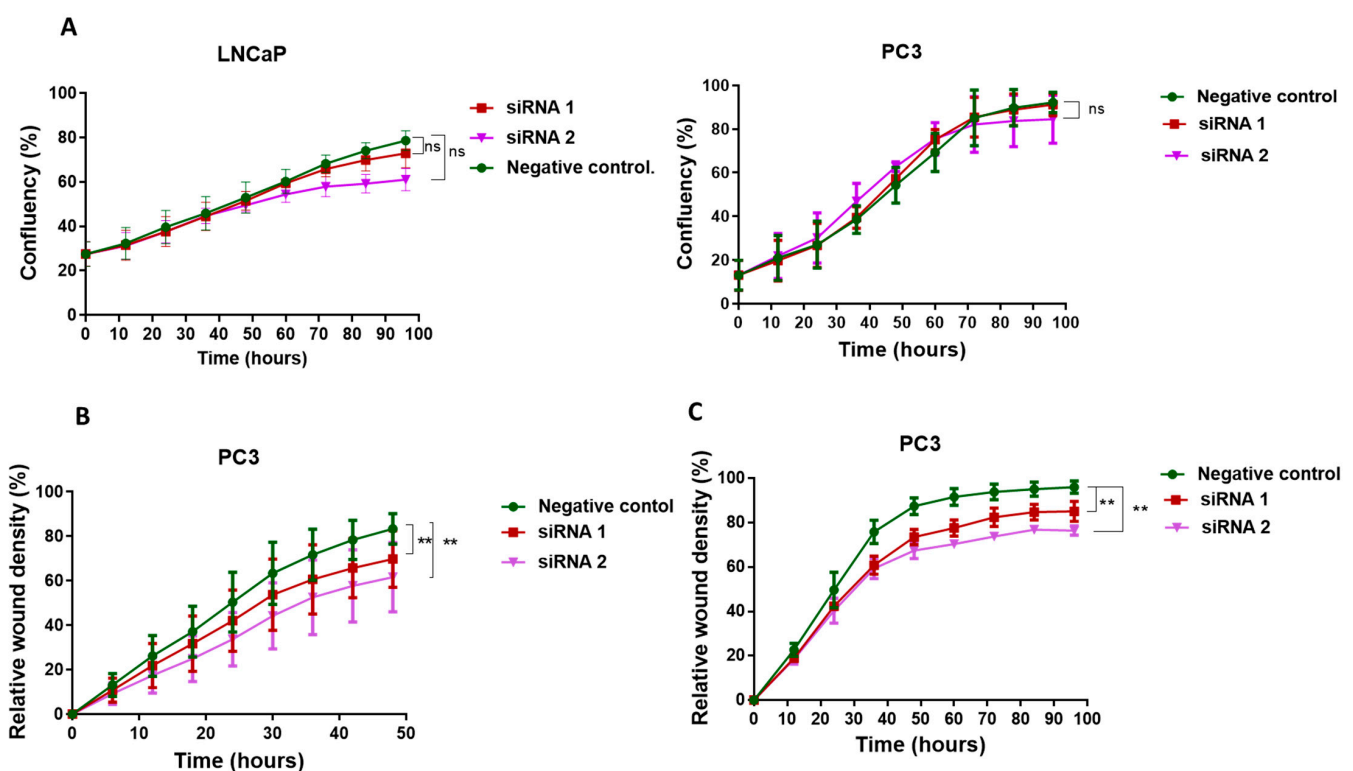 A
LNCaP
Confluency (%)
100
80
60
40
20
0
0 10 20 30 40 50 60 70 80 90 100
Time (hours)
siRNA 1
siRNA 2
Negative control.
ns
ns
PC3
Confluency (%)
100
80
60
40
20
0
0 10 20 30 40 50 60 70 80 90 100
Time (hours)
Negative control
siRNA 1
siRNA 2
ns
B
PC3
Relative wound density (%)
100
80
60
40
20
0
0 10 20 30 40 50
Time (hours)
Negative contol
siRNA 1
siRNA 2
**
**
C
PC3
Relative wound density (%)
100
80
60
40
20
0
0 10 20 30 40 50 60 70 80 90 100
Time (hours)
Negative control
siRNA 1
siRNA 2
**
**